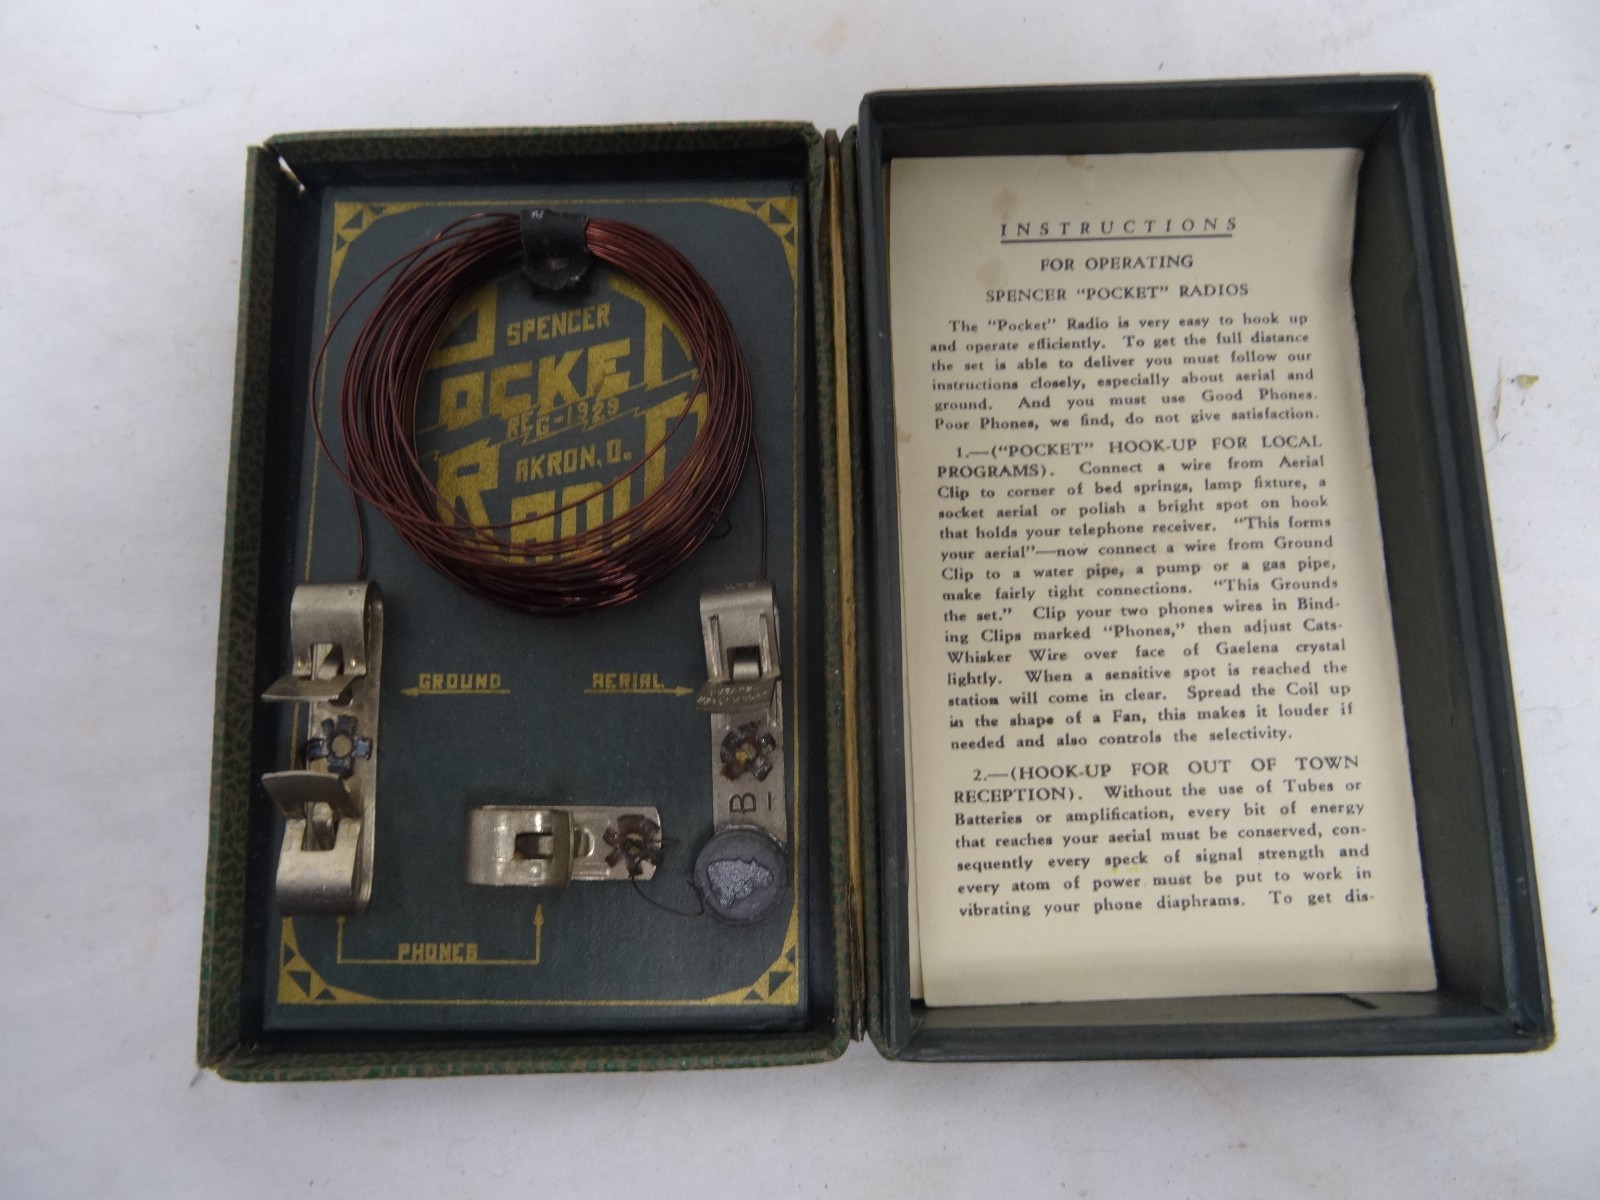 SPENCER
POCKET
REG-1929
AKRON, O.
RADIO
GROUND
AERIAL
B
PHONES
INSTRUCTIONS
FOR OPERATING
SPENCER "POCKET" RADIOS
The "Pocket" Radio is very easy to hook up
and operate efficiently. To get the full distance
the set is able to deliver you must follow our
instructions closely, especially about aerial and
ground. And you must use Good Phones.
Poor Phones, we find, do not give satisfaction.
1.—("POCKET" HOOK-UP FOR LOCAL
PROGRAMS). Connect a wire from Aerial
Clip to corner of bed springs, lamp fixture, a
socket aerial or polish a bright spot on hook
that holds your telephone receiver. "This forms
your aerial"—now connect a wire from Ground
Clip to a water pipe, a pump or a gas pipe,
make fairly tight connections. "This Grounds
the set." Clip your two phones wires in Bind-
ing Clips marked "Phones," then adjust Cats-
Whisker Wire over face of Gaelena crystal
lightly. When a sensitive spot is reached the
station will come in clear. Spread the Coil up
in the shape of a Fan, this makes it louder if
needed and also controls the selectivity.
2.—(HOOK-UP FOR OUT OF TOWN
RECEPTION). Without the use of Tubes or
Batteries or amplification, every bit of energy
that reaches your aerial must be conserved, con-
sequently every speck of signal strength and
every atom of power must be put to work in
vibrating your phone diaphrams. To get dis-